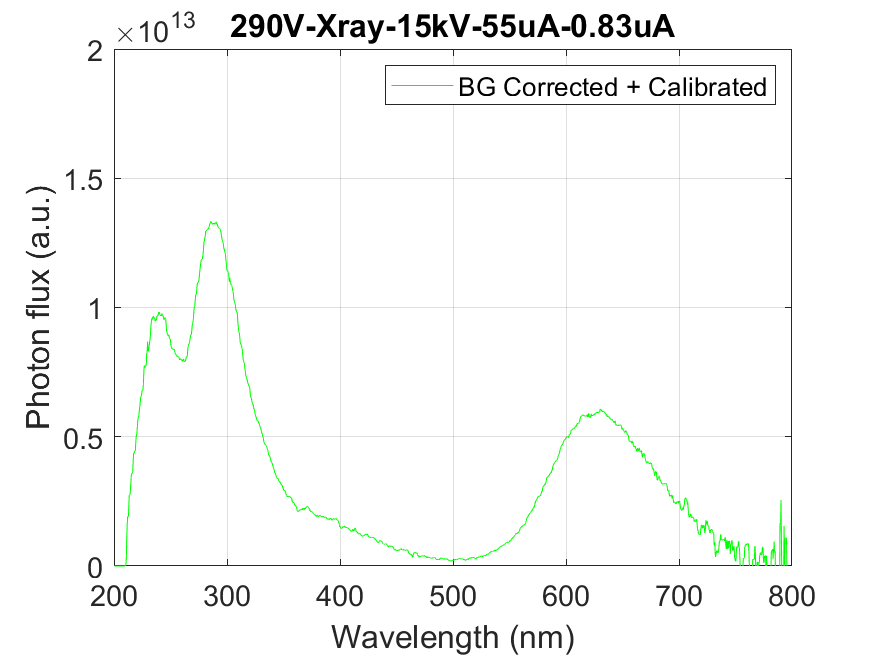 ×10^13
290V-Xray-15kV-55uA-0.83uA
BG Corrected + Calibrated
2
1.5
1
0.5
0
Photon flux (a.u.)
200 300 400 500 600 700 800
Wavelength (nm)